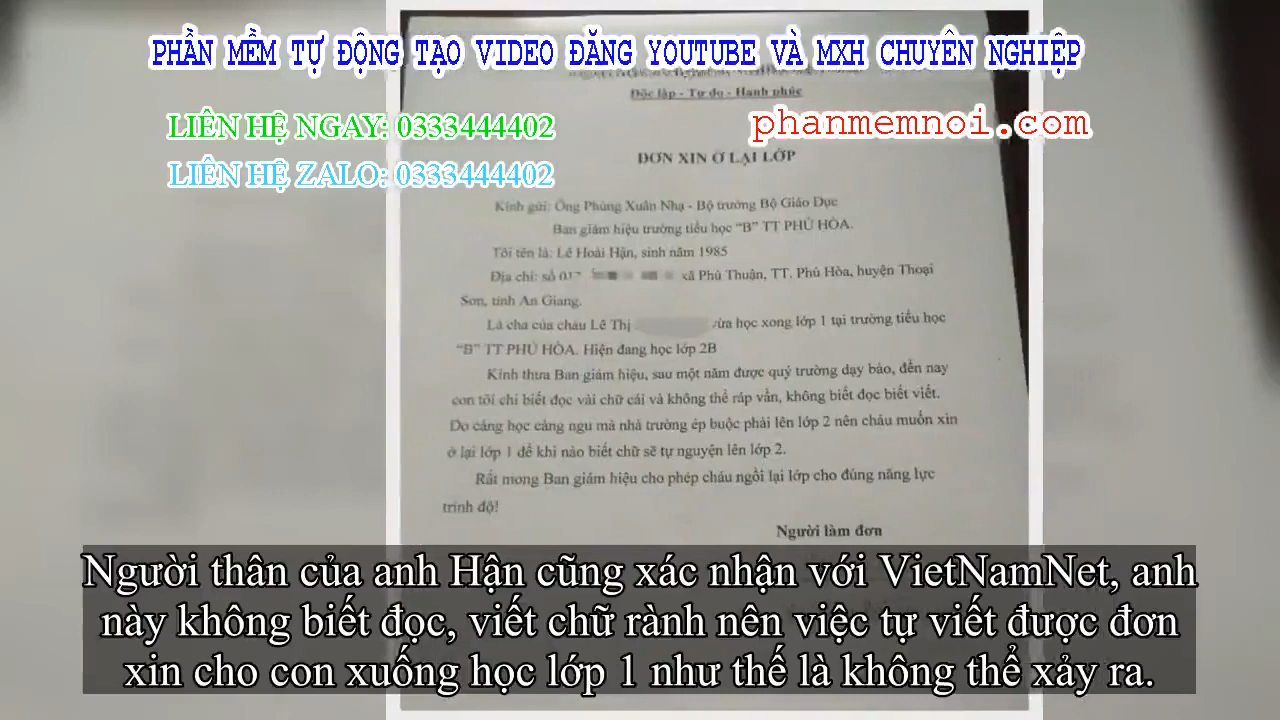 PHẦN MỀM TỰ ĐỘNG TẠO VIDEO ĐĂNG YOUTUBE VÀ MXH CHUYÊN NGHIỆP
Độc lập - Tự do - Hạnh phúc
LIÊN HỆ NGAY: 0333444402
phanmemnoi.com
ĐƠN XIN Ở LẠI LỚP
LIÊN HỆ ZALO: 0333444402
Kính gửi: Ông Phùng Xuân Nhạ - Bộ trưởng Bộ Giáo Dục
Ban giám hiệu trường tiểu học “B” TT PHÚ HÒA.
Tôi tên là: Lê Hoài Hận, sinh năm 1985
Địa chỉ: số xã Phú Thuận, TT. Phú Hòa, huyện Thoại
Sơn, tỉnh An Giang.
Là cha của cháu Lê Thị học xong lớp 1 tại trường tiểu học
“B” TT PHÚ HÒA. Hiện đang học lớp 2B
Kính thưa Ban giám hiệu, sau một năm được quý trường dạy bảo, đến nay
con tôi chỉ biết đọc vài chữ cái và không thể ráp vần, không biết đọc biết viết.
Do càng học càng ngu mà nhà trường ép buộc phải lên lớp 2 nên cháu muốn xin
ở lại lớp 1 để khi nào biết chữ sẽ tự nguyện lên lớp 2.
Rất mong Ban giám hiệu cho phép cháu ngồi lại lớp cho đúng năng lực
trình độ!
Người làm đơn
Người thân của anh Hận cũng xác nhận với VietNamNet, anh
này không biết đọc, viết chữ rành nên việc tự viết được đơn
xin cho con xuống học lớp 1 như thế là không thể xảy ra.